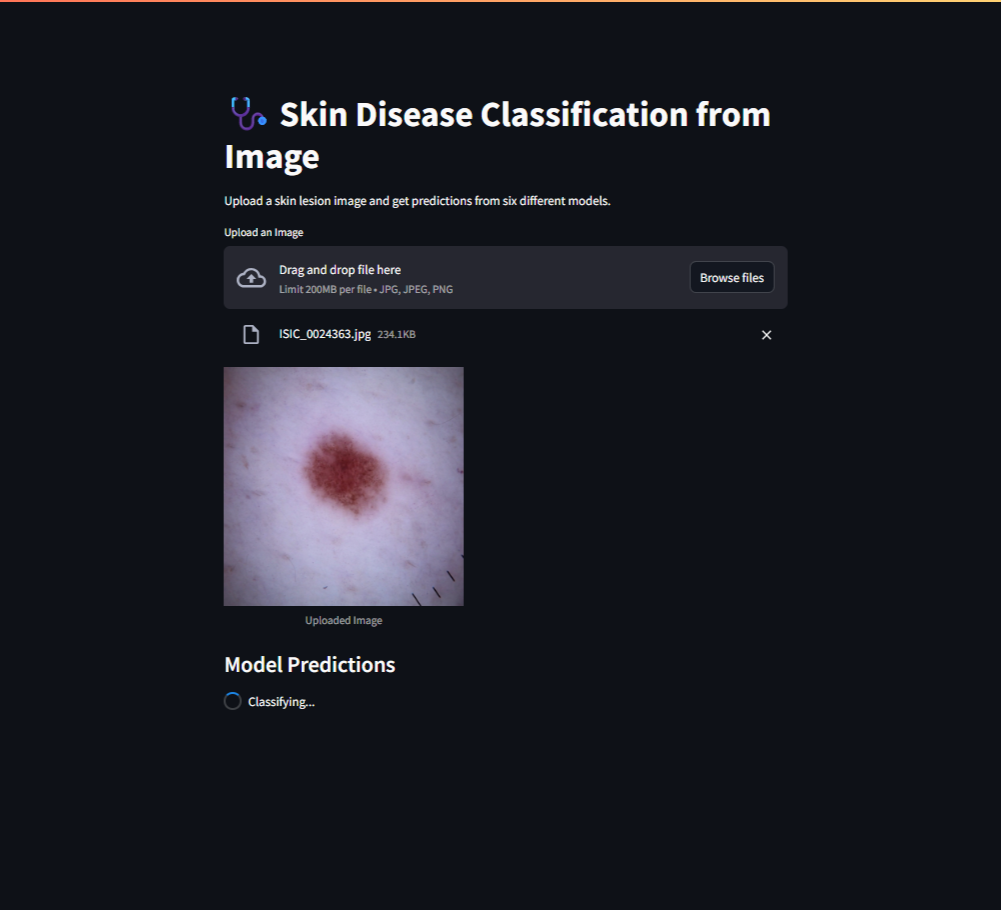 Skin Disease Classification from
Image
Upload a skin lesion image and get predictions from six different models.
Upload an Image
Drag and drop file here
Limit 200MB per file • JPG, JPEG, PNG
Browse files
ISIC_0024363.jpg 234.1KB
Uploaded Image
Model Predictions
Classifying...